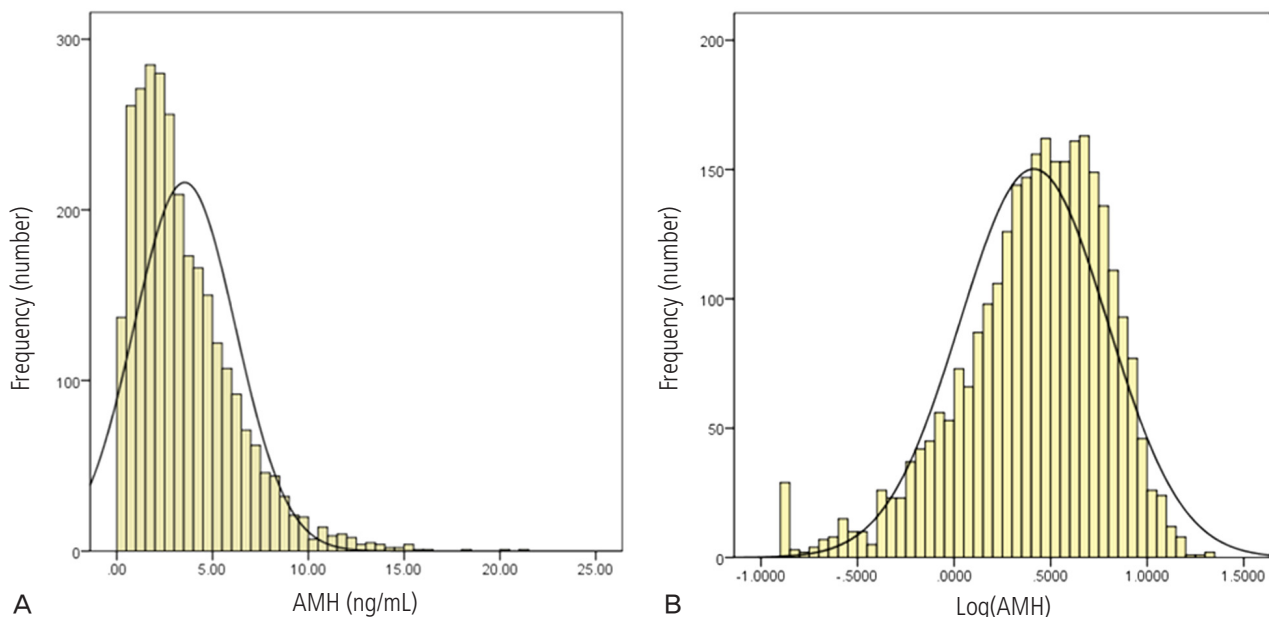 300
200
100
0
Frequency (number)
.00 5.00 10.00 15.00 20.00 25.00
AMH (ng/mL)
A
200
150
100
50
0
Frequency (number)
-1.0000 -.5000 .0000 .5000 1.0000 1.5000
Log(AMH)
B